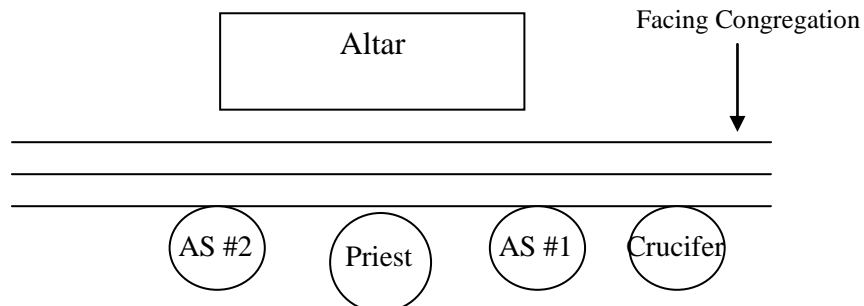 Facing Congregation
Altar
AS #2
Priest
AS #1
Crucifer